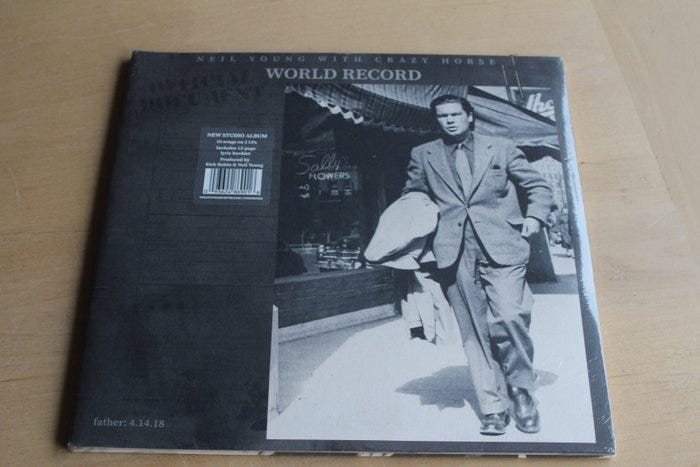 NEIL YOUNG WITH CRAZY HORSE
WORLD RECORD
OFFICIAL
DOCUMENT
NEW STUDIO ALBUM
10 songs on 2 LPs
Includes 12-page
lyric booklet
Produced by
Rick Rubin & Neil Young
Sally's
FLOWERS
father: 4.14.18